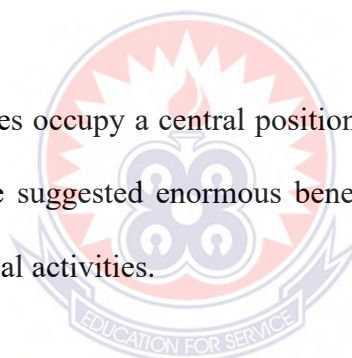 es occupy a central position
e suggested enormous bene
al activities.
EDUCATION FOR SERVICE